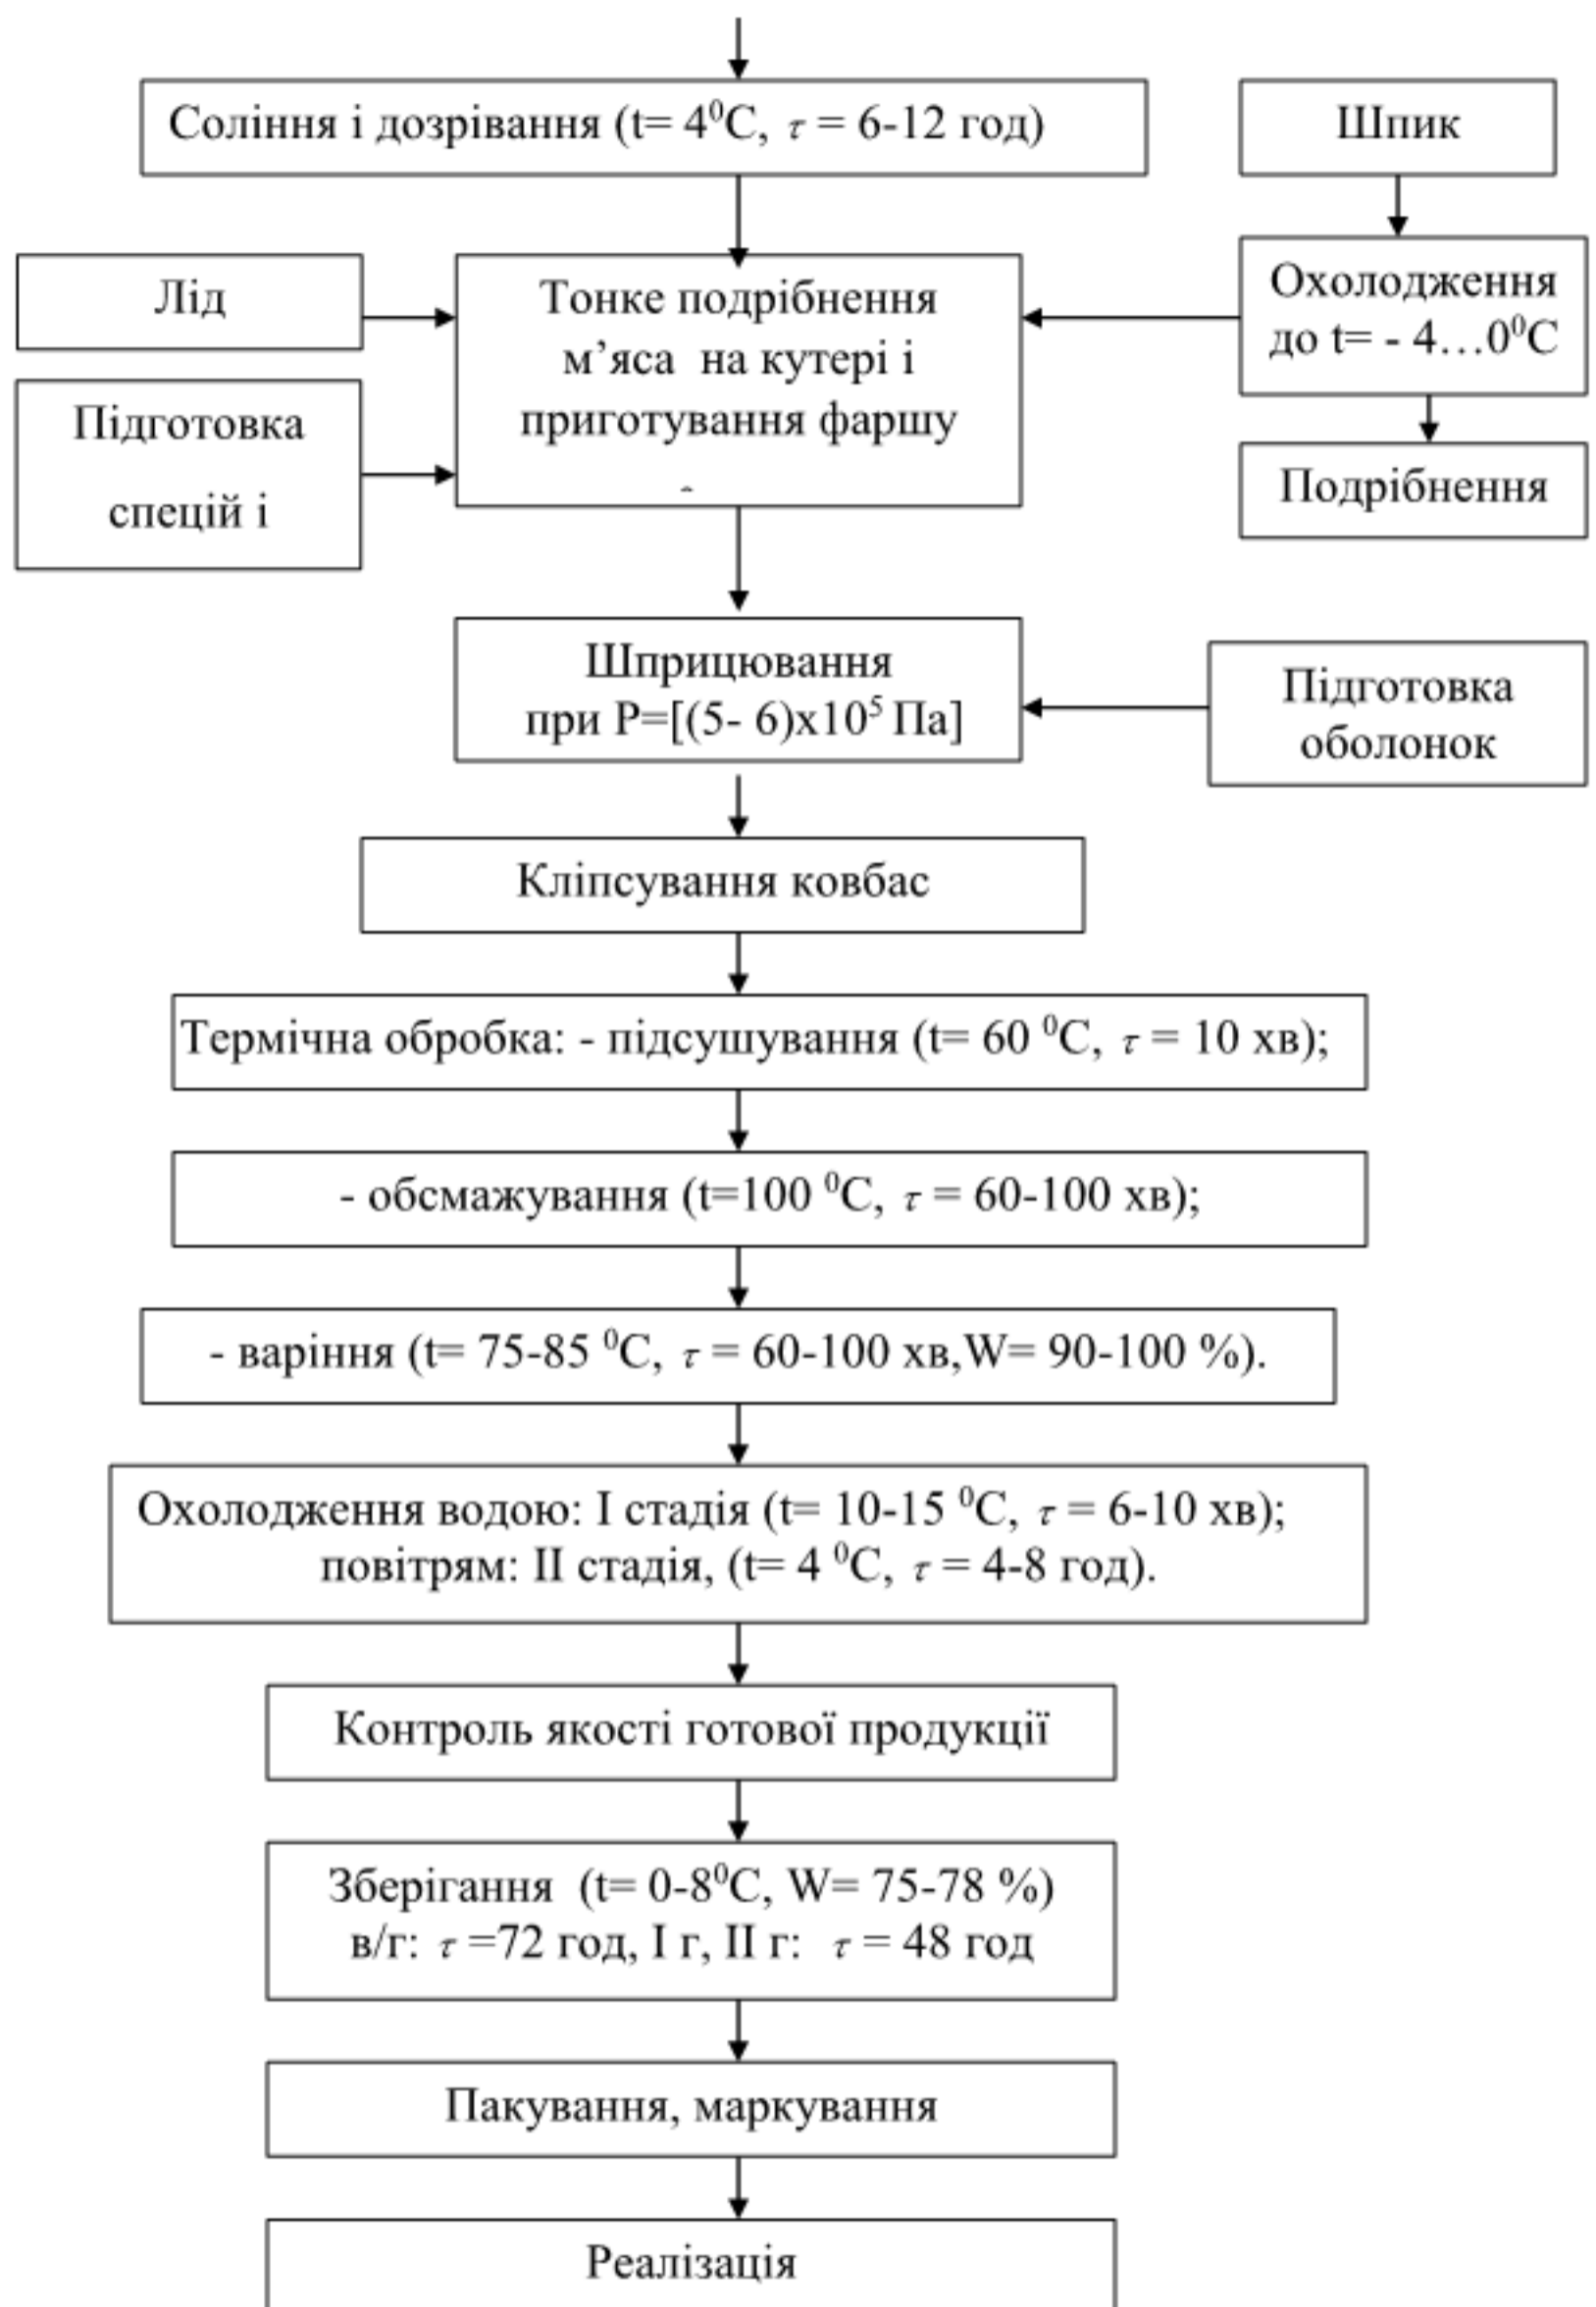 Соління і дозрівання (t= 4⁰C, τ = 6-12 год)
Шпик
Лід
Тонке подрібнення
м’яса на кутері і
приготування фаршу
Охолодження
до t= - 4…0⁰C
Підготовка
спецій і
Подрібнення
Шприцювання
при P=[(5- 6)x10⁵ Па]
Підготовка
оболонок
Кліпсування ковбас
Термічна обробка: - підсушування (t= 60 ⁰C, τ = 10 хв);
- обсмажування (t=100 ⁰C, τ = 60-100 хв);
- варіння (t= 75-85 ⁰C, τ = 60-100 хв,W= 90-100 %).
Охолодження водою: I стадія (t= 10-15 ⁰C, τ = 6-10 хв);
повітрям: II стадія, (t= 4 ⁰C, τ = 4-8 год).
Контроль якості готової продукції
Зберігання (t= 0-8⁰C, W= 75-78 %)
в/г: τ =72 год, I г, II г: τ = 48 год
Пакування, маркування
Реалізація